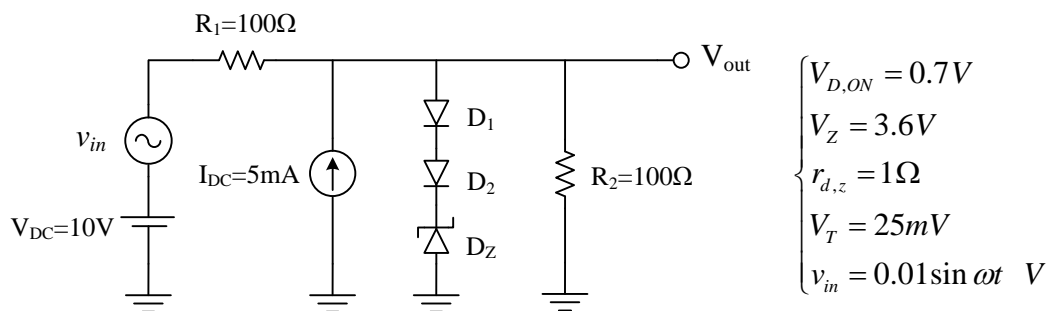 R1=100Ω
Vout
vin
VDC=10V
IDC=5mA
D1
D2
DZ
R2=100Ω
VD,ON = 0.7V
VZ = 3.6V
rd,z = 1Ω
VT = 25mV
vin = 0.01sin ωt V